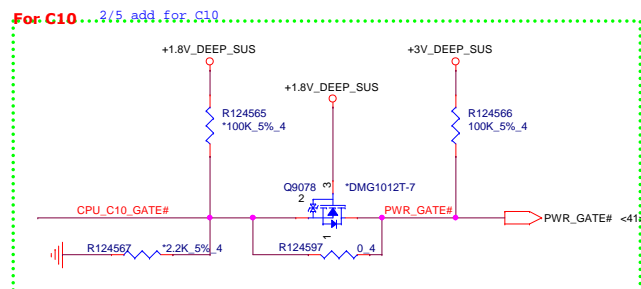 For C10 2/5 add for C10
+1.8V_DEEP_SUS
+3V_DEEP_SUS
+1.8V_DEEP_SUS
R124565
*100K_5%_4
R124566
100K_5%_4
Q9078
3
*DMG1012T-7
2
CPU_C10_GATE#
PWR_GATE#
PWR_GATE# <41
1
R124567
*2.2K_5%_4
R124597
0_4